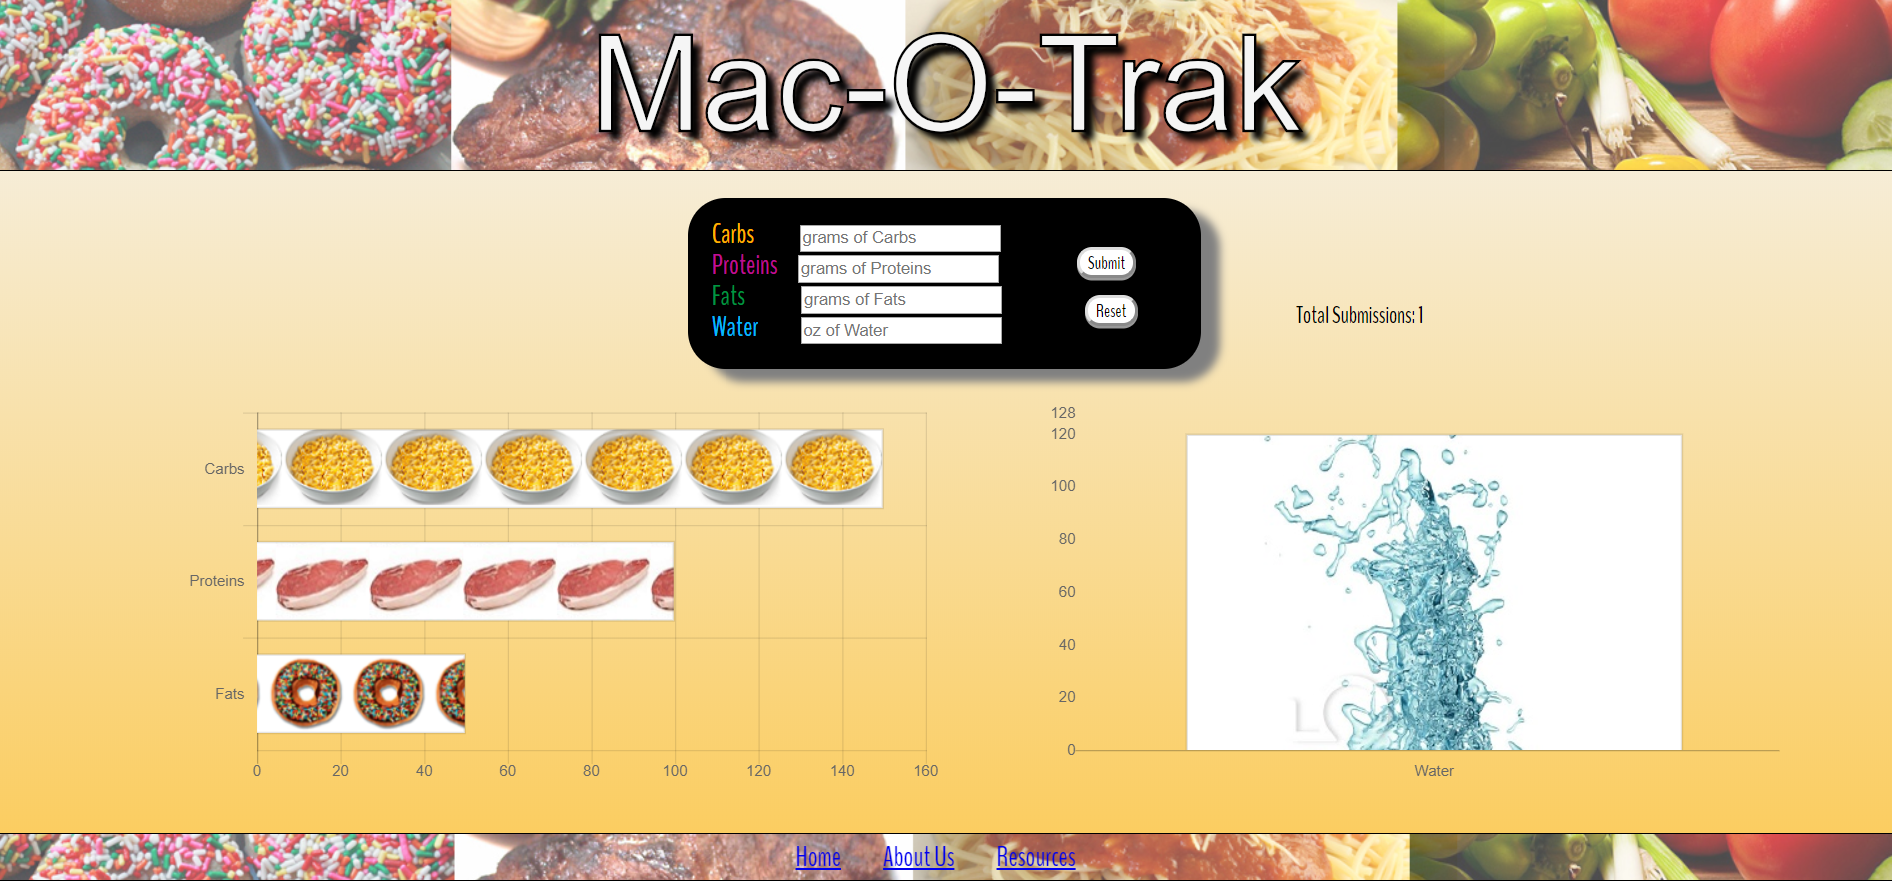 Mac-O-Trak
Carbs grams of Carbs
Proteins grams of Proteins
Fats grams of Fats
Water oz of Water
Submit
Reset
Total Submissions: 1
Carbs
Proteins
Fats
0 20 40 60 80 100 120 140 160
128
120
100
80
60
40
20
0
Water
Home About Us Resources